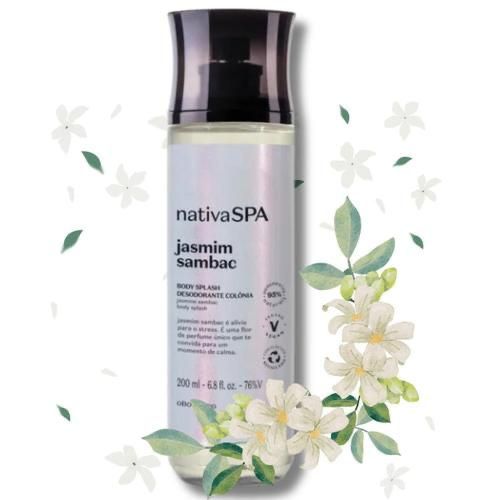 nativaSPA
jasmim
sambac
BODY SPLASH
DESODORANTE COLÔNIA
jasmine sambac
body splash
jasmim sambac é alívio
para o stress. É uma flor
de perfume único que te
convida para um
momento de calma.
95%
V
200 ml - 6.8 fl. oz. - 76%V